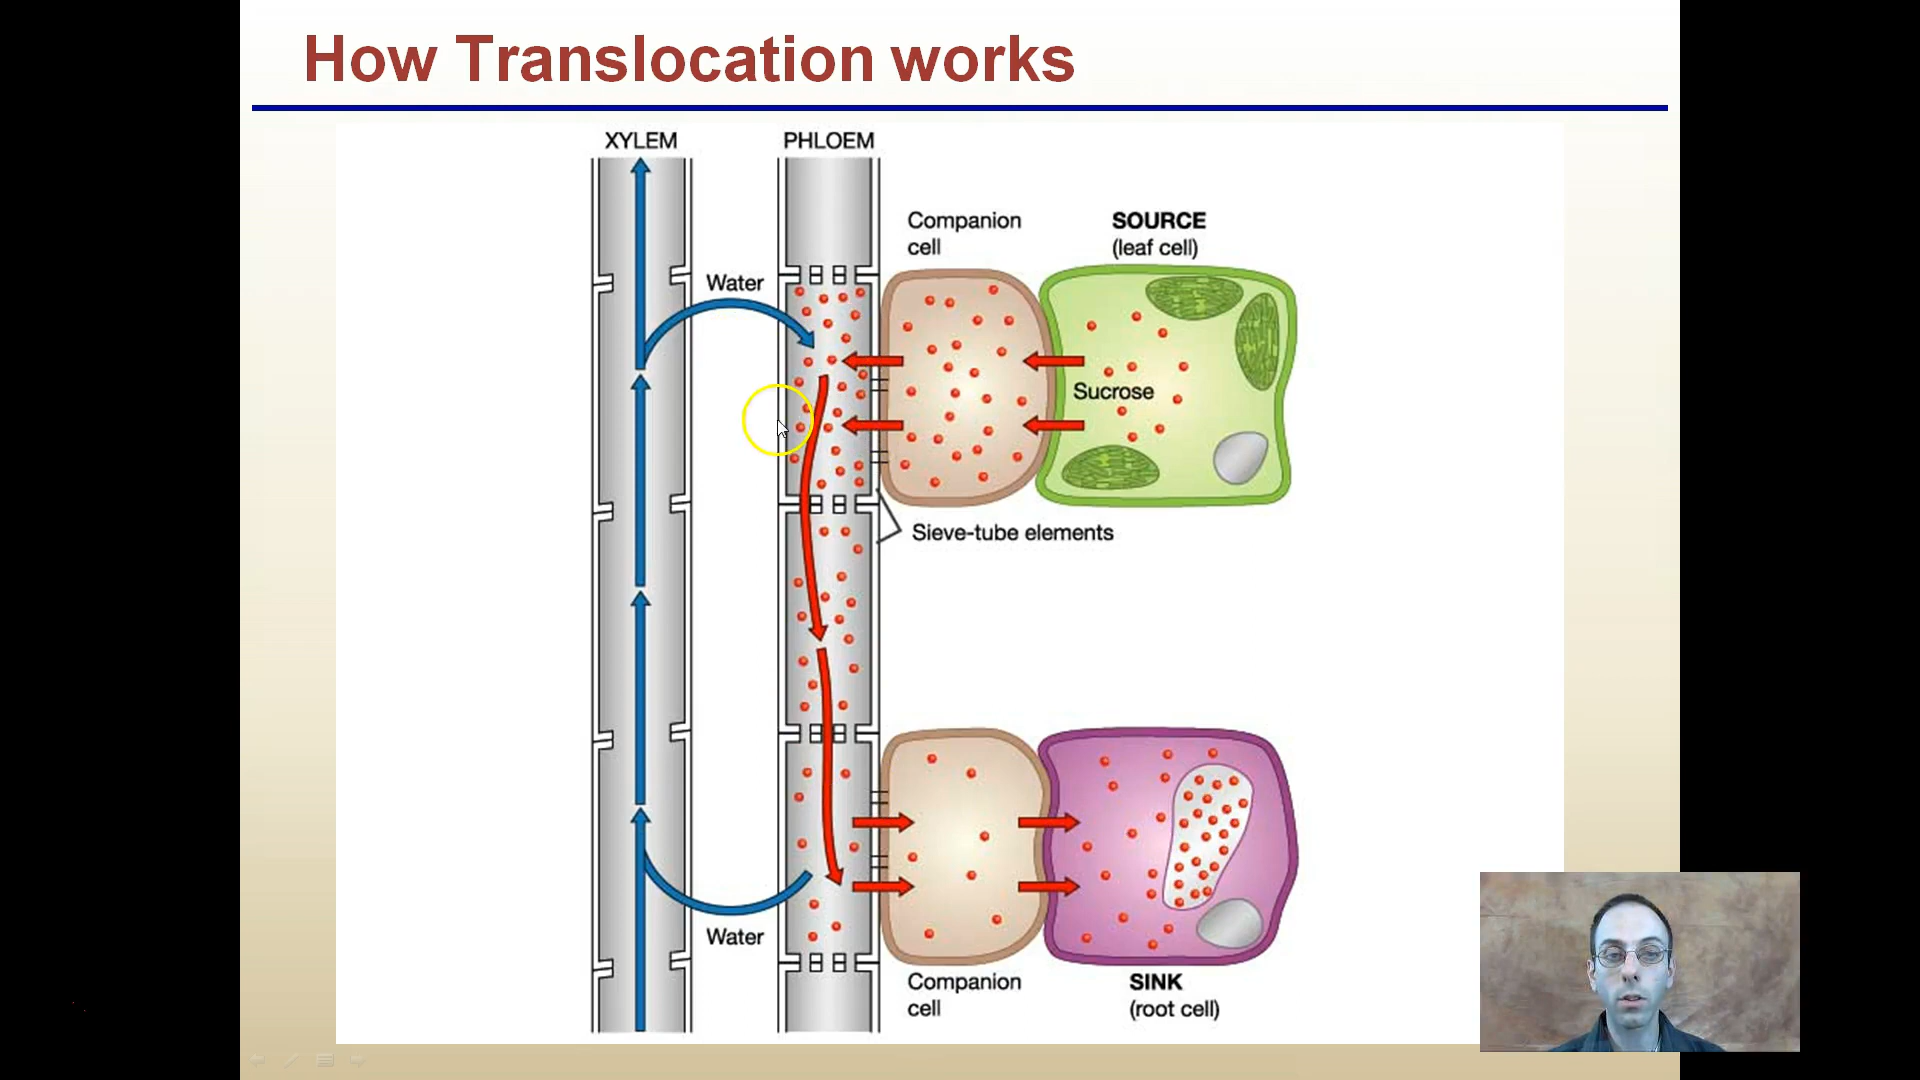 How Translocation works
XYLEM
PHLOEM
Companion
cell
SOURCE
(leaf cell)
Water
Sucrose
Sieve-tube elements
Water
Companion
cell
SINK
(root cell)